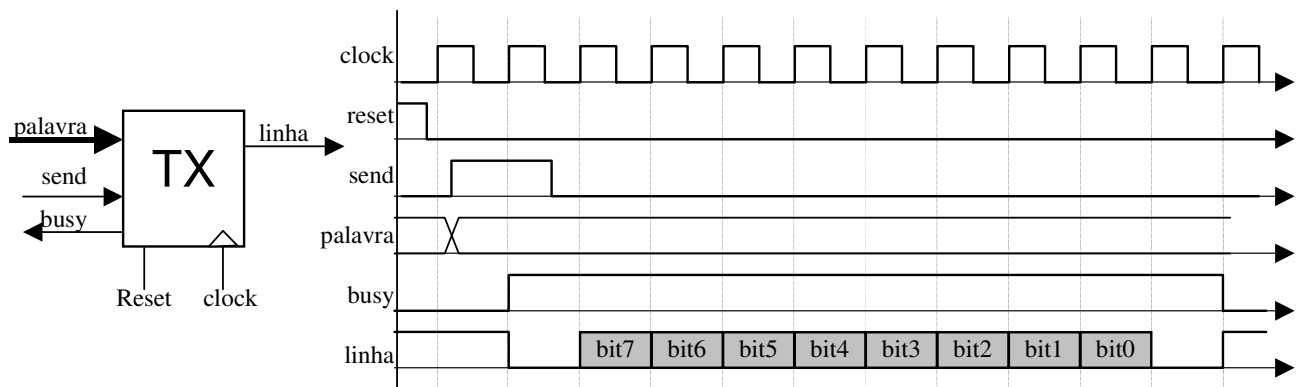 palavra
send
busy
TX
linha
Reset
clock
clock
reset
send
palavra
busy
linha
bit7 bit6 bit5 bit4 bit3 bit2 bit1 bit0